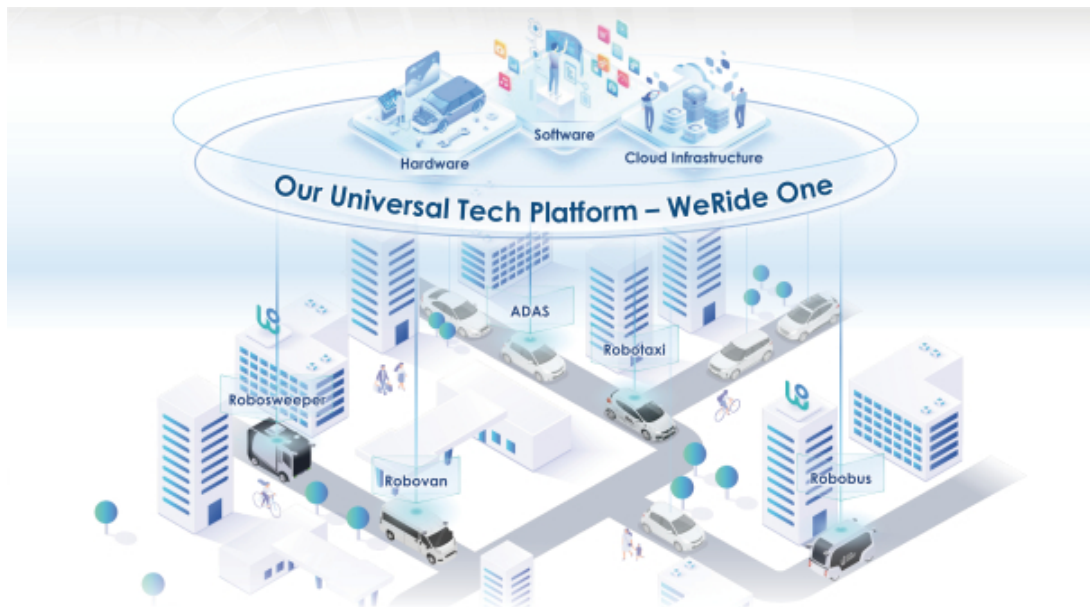 Software
Hardware
Cloud Infrastructure
Our Universal Tech Platform – WeRide One
ADAS
Robotaxi
Robosweeper
Robovan
Robobus